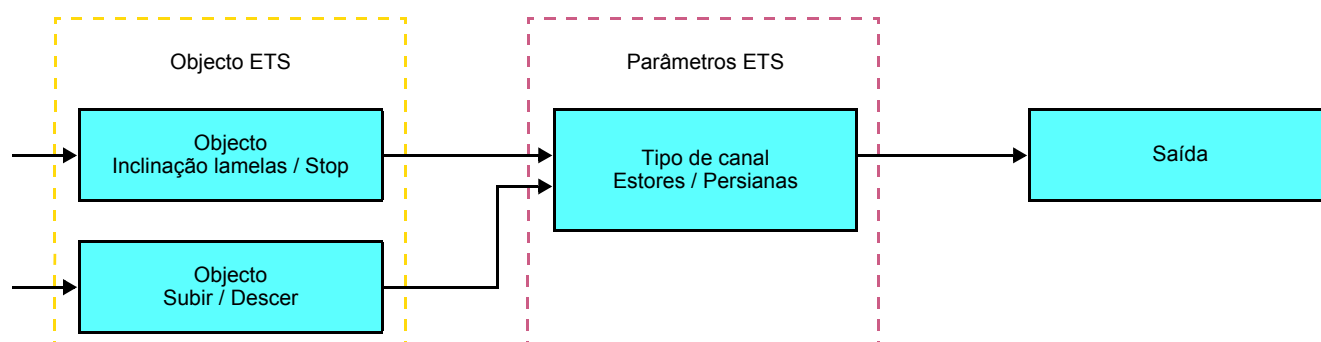 Objecto ETS
Parâmetros ETS
Objecto
Inclinação lamelas / Stop
Tipo de canal
Estores / Persianas
Saída
Objecto
Subir / Descer